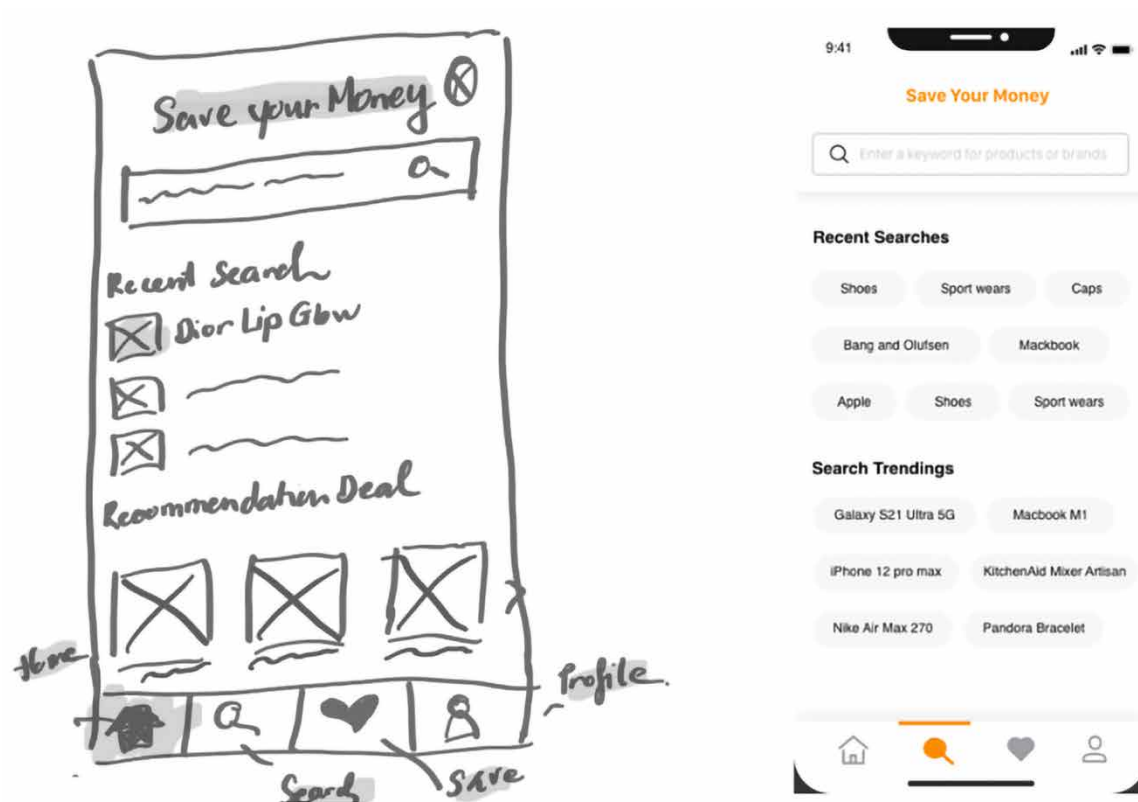 Save your Money
Recent Search
Dior Lip Glow
Recommendation Deal
Home
Profile.
Search
Save
9:41
Save Your Money
Enter a keyword for products or brands
Recent Searches
Shoes
Sport wears
Caps
Bang and Olufsen
Mackbook
Apple
Shoes
Sport wears
Search Trendings
Galaxy S21 Ultra 5G
Macbook M1
iPhone 12 pro max
KitchenAid Mixer Artisan
Nike Air Max 270
Pandora Bracelet